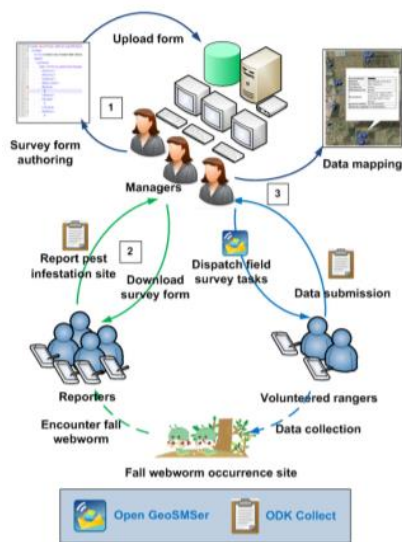 Upload form
1
Survey form
authoring
Managers
3
Data mapping
Report pest
infestation site
2
Download
survey form
Dispatch field
survey tasks
Data submission
Reporters
Volunteered rangers
Encounter fall
webworm
Data collection
Fall webworm occurrence site
Open GeoSMSer
ODK Collect